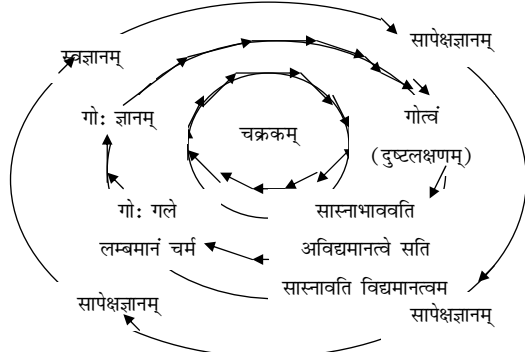 सापेक्षज्ञानम्
स्वज्ञानम्
गो: ज्ञानम्
गोत्वं
चक्रकम्
(दुष्टलक्षणम्)
गो: गले
सास्नाभाववति
लम्बमानं चर्म
अविद्यमानत्वे सति
सास्नावति विद्यमानत्वम
सापेक्षज्ञानम्
सापेक्षज्ञानम्